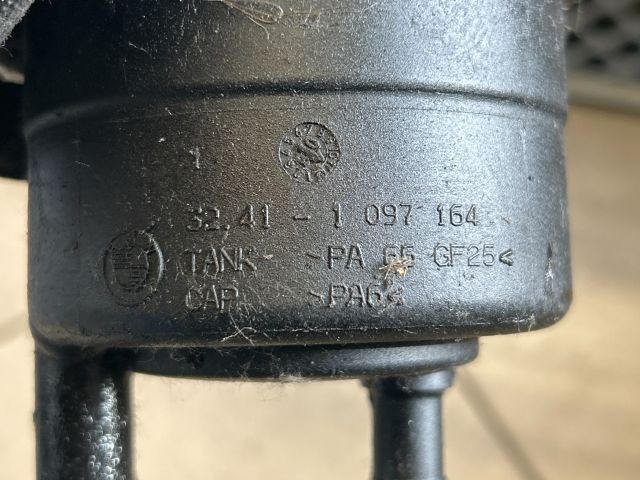 1
32.41 - 1 097 164
TANK >PA 66 GF25<
CAP >PA6<